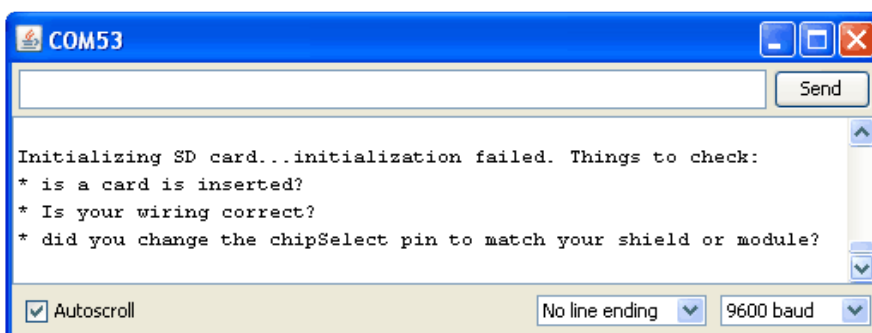 COM53
Send
Initializing SD card...initialization failed. Things to check:
* is a card is inserted?
* Is your wiring correct?
* did you change the chipSelect pin to match your shield or module?
Autoscroll
No line ending
9600 baud